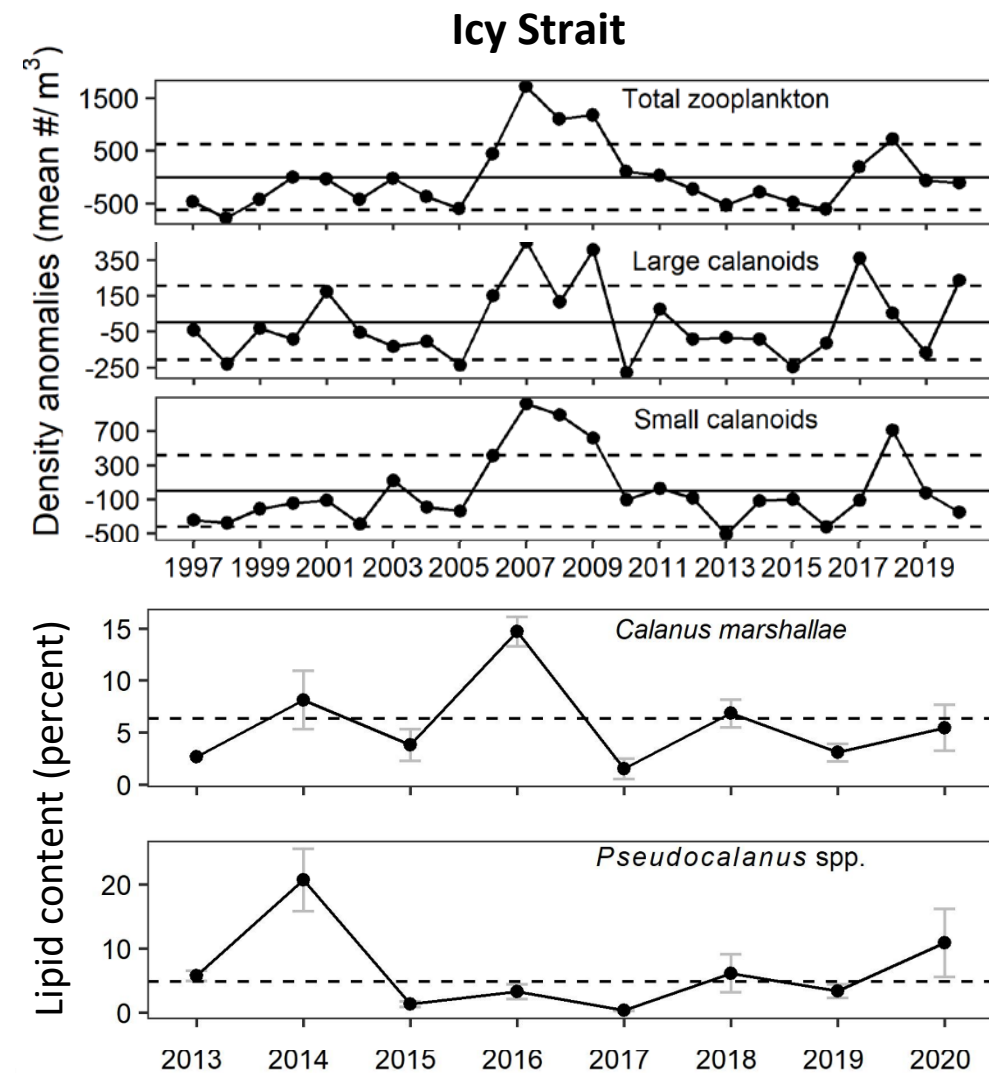 Icy Strait
Density anomalies (mean #/ m³)
Total zooplankton
1500
500
-500
Large calanoids
350
150
-50
-250
Small calanoids
700
300
-100
-500
1997 1999 2001 2003 2005 2007 2009 2011 2013 2015 2017 2019
Lipid content (percent)
Calanus marshallae
15
10
5
0
Pseudocalanus spp.
20
10
0
2013 2014 2015 2016 2017 2018 2019 2020